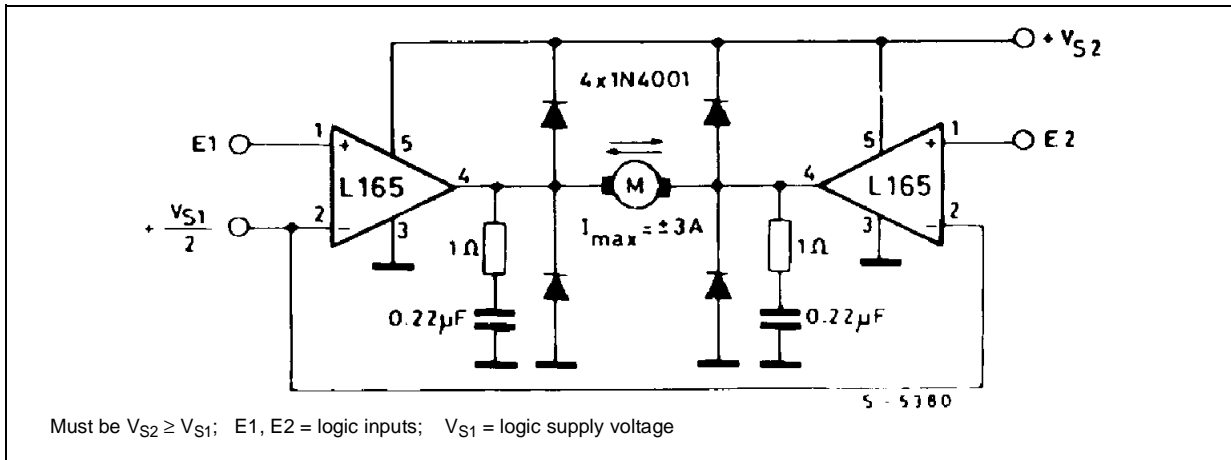 + VS2
4x1N4001
E1
1
+
5
L165
4
2
-
3
+ VS1/2
M
Imax = ±3A
1Ω
0.22µF
1Ω
0.22µF
5
1
+
E2
4
L165
2
-
3
S-5380
Must be VS2 ≥ VS1; E1, E2 = logic inputs; VS1 = logic supply voltage